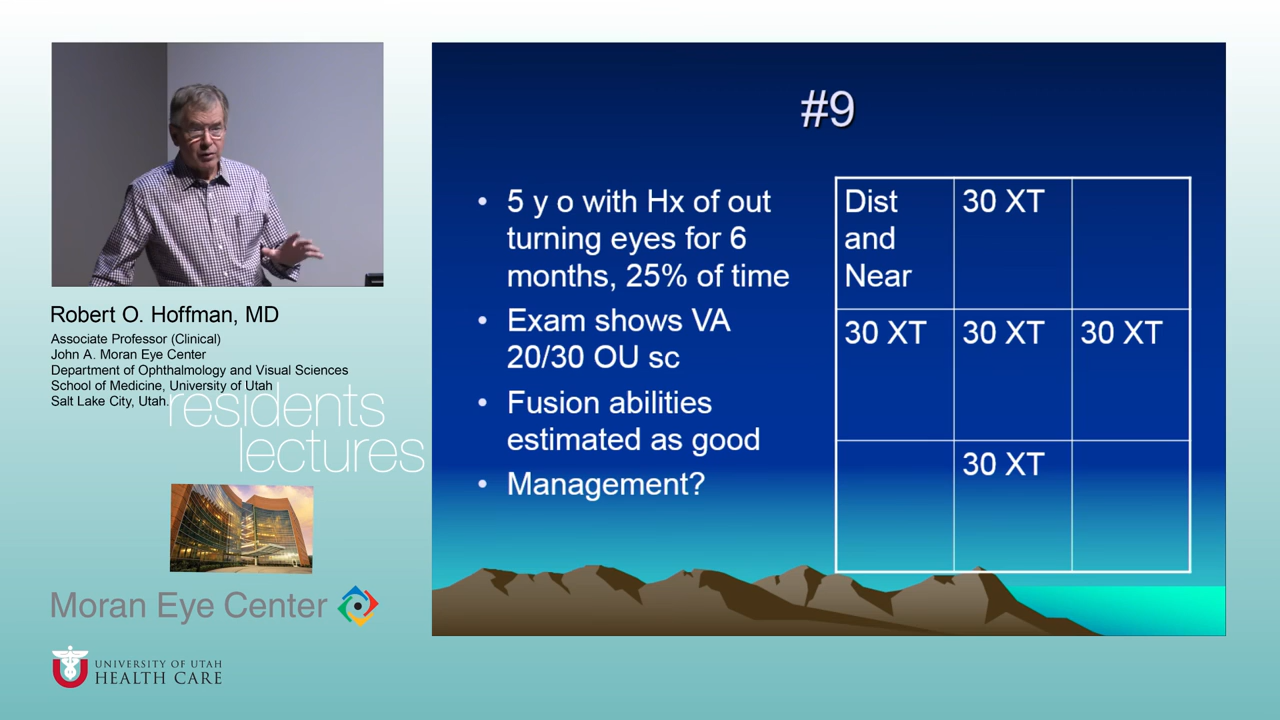 #9
• 5 y o with Hx of out
turning eyes for 6
months, 25% of time
• Exam shows VA
20/30 OU sc
• Fusion abilities
estimated as good
• Management?
Dist
and
Near
30 XT
30 XT
30 XT
30 XT
30 XT
Robert O. Hoffman, MD
Associate Professor (Clinical)
John A. Moran Eye Center
Department of Ophthalmology and Visual Sciences
School of Medicine, University of Utah
Salt Lake City, Utah.
residents
lectures
Moran Eye Center
U
UNIVERSITY OF UTAH
HEALTH CARE